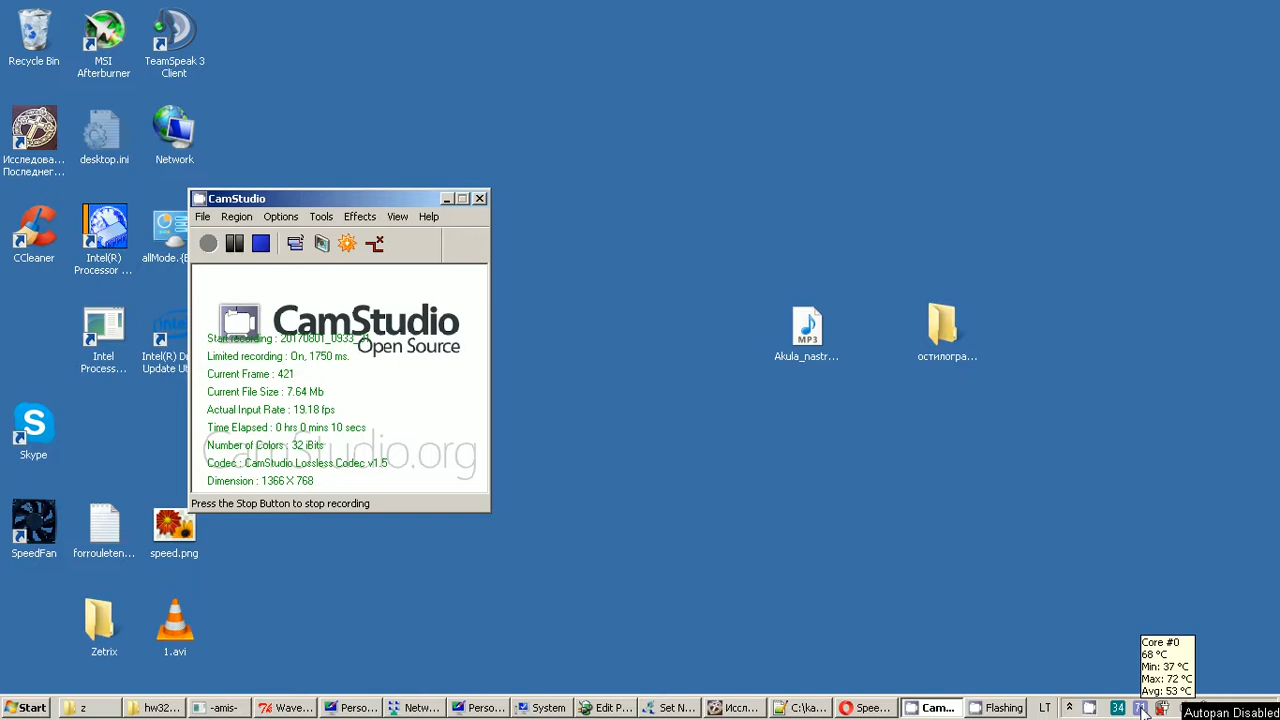 Recycle Bin
MSI
Afterburner
TeamSpeak 3
Client
Исследова...
Последнег...
desktop.ini
Network
CCleaner
Intel(R)
Processor ...
allMode.{E
Intel
Process...
Intel(R) D
Update Ut
Skype
SpeedFan
forrouleten...
speed.png
Zetrix
1.avi
CamStudio
File Region Options Tools Effects View Help
CamStudio
Open Source
CamStudio.org
Limited recording : On, 1750 ms.
Current Frame : 421
Current File Size : 7.64 Mb
Actual Input Rate : 19.18 fps
Time Elapsed : 0 hrs 0 mins 10 secs
Number of Colors : 32 iBits
Codec : CamStudio Lossless Codec v1.5
Dimension : 1366 X 768
Press the Stop Button to stop recording
MP3
Akula_nastr...
остилогра...
Core #0
68 °C
Min: 37 °C
Max: 72 °C
Avg: 53 °C
Start z hw32... -amis- Wave... Perso... Netw... Perso... System Edit P... Set N... Иссл... C:\ka... Spee... Cam... Flashing LT 34 71
Autopan Disabled